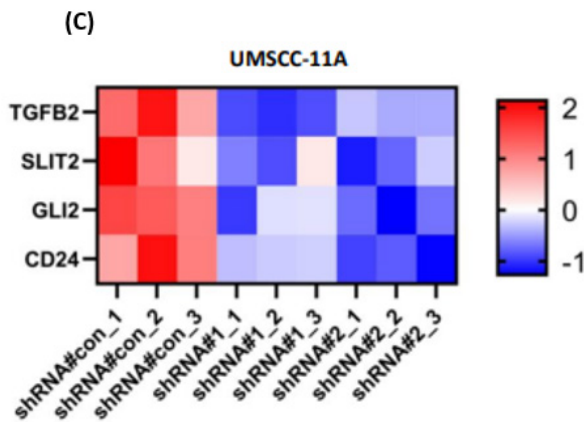 (C)
UMSCC-11A
TGFB2
SLIT2
GLI2
CD24
2
1
0
-1
shRNA#con_1
shRNA#con_2
shRNA#con_3
shRNA#1_1
shRNA#1_2
shRNA#1_3
shRNA#2_1
shRNA#2_2
shRNA#2_3